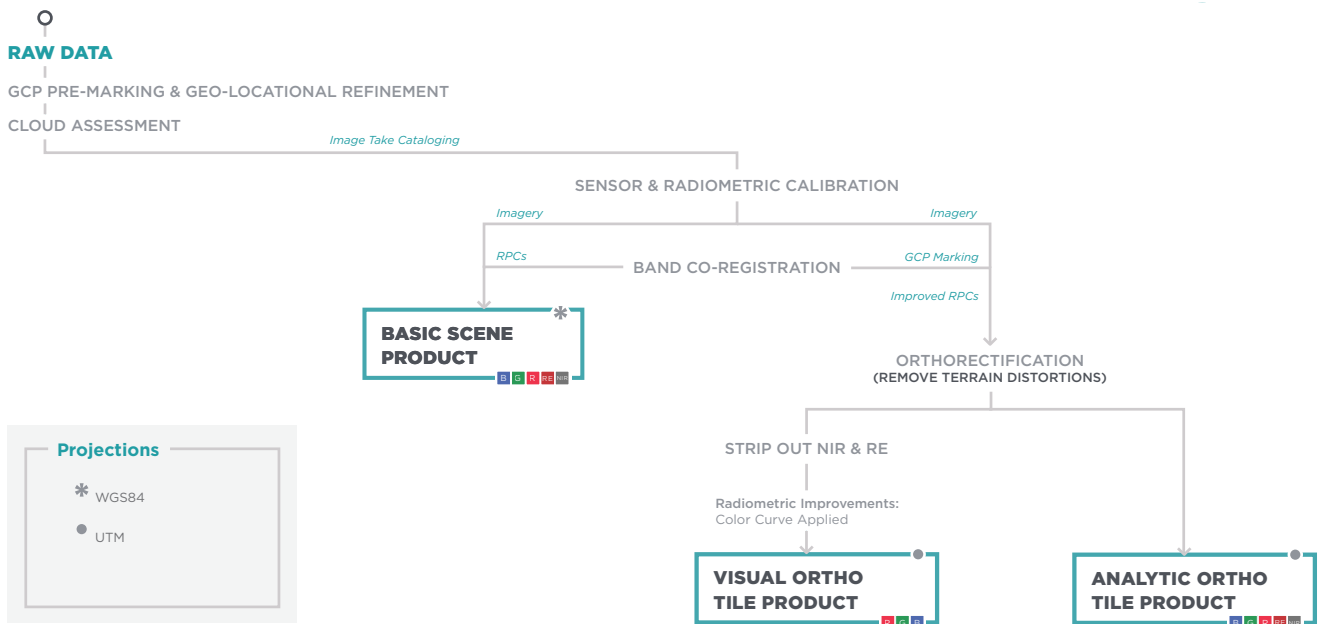 RAW DATA
GCP PRE-MARKING & GEO-LOCATIONAL REFINEMENT
CLOUD ASSESSMENT
Image Take Cataloging
SENSOR & RADIOMETRIC CALIBRATION
Imagery
Imagery
RPCs
BAND CO-REGISTRATION
GCP Marking
Improved RPCs
BASIC SCENE
PRODUCT
B G R RE NIR
ORTHORECTIFICATION
(REMOVE TERRAIN DISTORTIONS)
STRIP OUT NIR & RE
Radiometric Improvements:
Color Curve Applied
VISUAL ORTHO
TILE PRODUCT
R G B
ANALYTIC ORTHO
TILE PRODUCT
B G R RE NIR
Projections
* WGS84
UTM